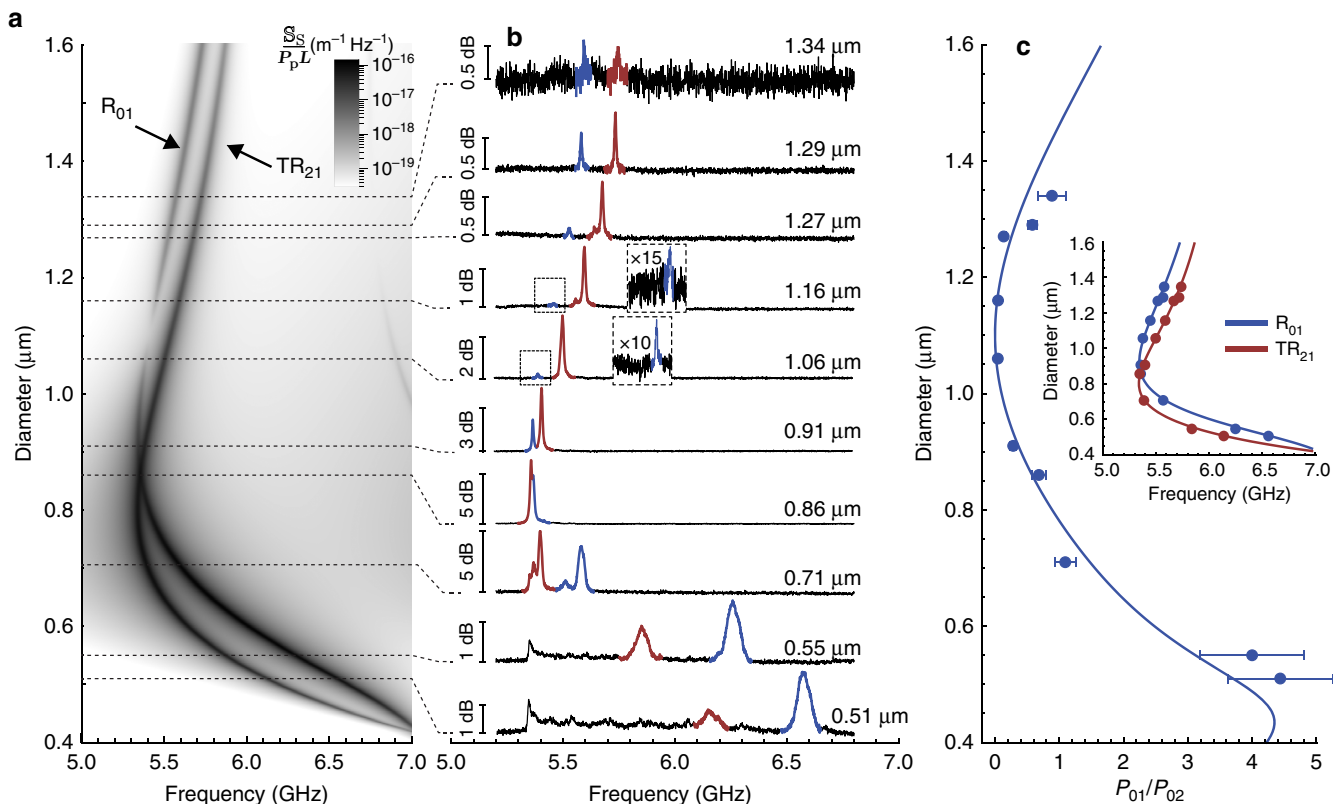 a
1.6
1.4
1.2
1.0
0.8
0.6
0.4
Diameter (μm)
5.0
5.5
6.0
6.5
7.0
Frequency (GHz)
R01
TR21
(m−1 Hz−1)
PpL
10−16
10−17
10−18
10−19
b
0.5 dB
1.34 μm
0.5 dB
1.29 μm
0.5 dB
1.27 μm
1 dB
×15
1.16 μm
2 dB
×10
1.06 μm
3 dB
0.91 μm
5 dB
0.86 μm
5 dB
0.71 μm
1 dB
0.55 μm
1 dB
0.51 μm
5.0
5.5
6.0
6.5
7.0
Frequency (GHz)
c
1.6
1.4
1.2
1.0
0.8
0.6
0.4
Diameter (μm)
0
1
2
3
4
5
P01/P02
1.6
1.4
1.2
1.0
0.8
0.6
0.4
Diameter (μm)
5.0
5.5
6.0
6.5
7.0
Frequency (GHz)
R01
TR21